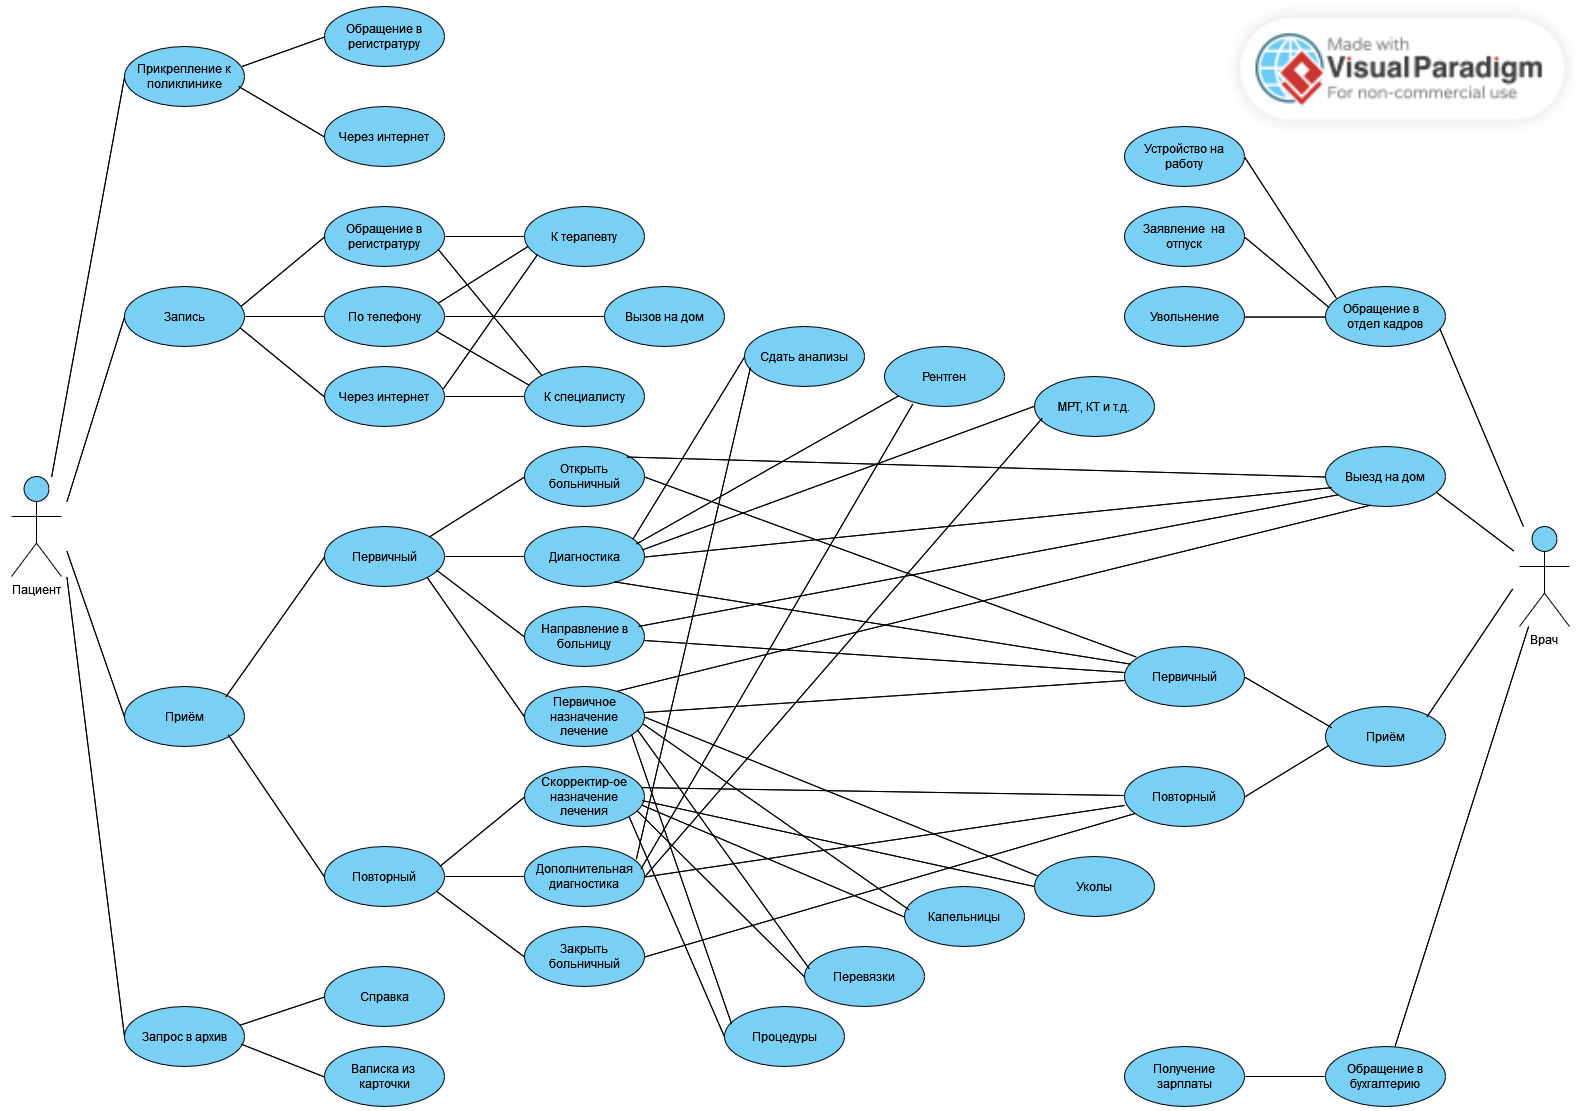 Обращение в
регистратуру
Прикрепление к
поликлинике
Через интернет
Made with
Visual Paradigm
For non-commercial use
Устройство на
работу
Обращение в
регистратуру
К терапевту
Заявление на
отпуск
Запись
По телефону
Вызов на дом
Увольнение
Обращение в
отдел кадров
Через интернет
К специалисту
Сдать анализы
Рентген
МРТ, КТ и т.д.
Открыть
больничный
Выезд на дом
Пациент
Первичный
Диагностика
Направление в
больницу
Врач
Первичное
назначение
лечение
Первичный
Приём
Приём
Скорректир-ое
назначение
лечения
Повторный
Повторный
Дополнительная
диагностика
Уколы
Капельницы
Закрыть
больничный
Перевязки
Справка
Запрос в архив
Процедуры
Ваписка из
карточки
Получение
зарплаты
Обращение в
бухгалтерию